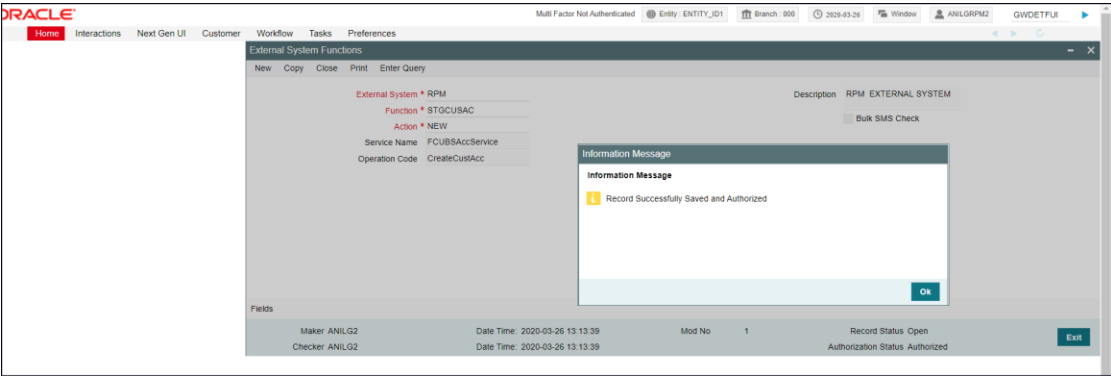 ORACLE
Multi Factor Not Authenticated Entity : ENTITY_ID1 Branch : 000 2020-03-26 Window ANILGRPM2 GWDETFUI
Home Interactions Next Gen UI Customer Workflow Tasks Preferences
External System Functions
New Copy Close Print Enter Query
External System * RPM
Description RPM EXTERNAL SYSTEM
Function * STGCUSAC
Bulk SMS Check
Action * NEW
Service Name FCUBSAccService
Operation Code CreateCustAcc
Information Message
Information Message
Record Successfully Saved and Authorized
Ok
Fields
Maker ANILG2 Date Time: 2020-03-26 13:13:39 Mod No 1 Record Status Open
Checker ANILG2 Date Time: 2020-03-26 13:13:39 Authorization Status Authorized
Exit